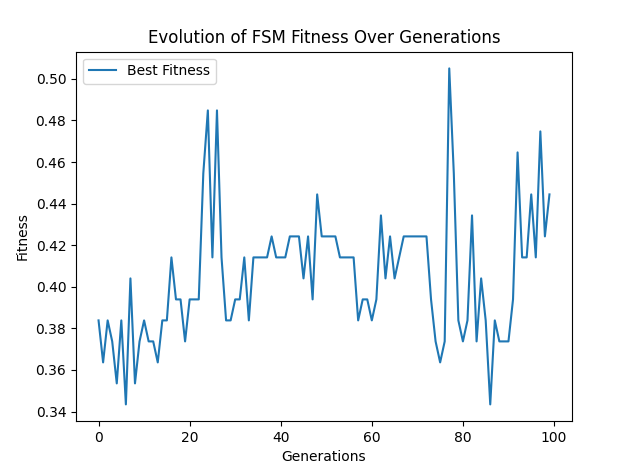 Evolution of FSM Fitness Over Generations
Best Fitness
Fitness
0.50
0.48
0.46
0.44
0.42
0.40
0.38
0.36
0.34
0 20 40 60 80 100
Generations